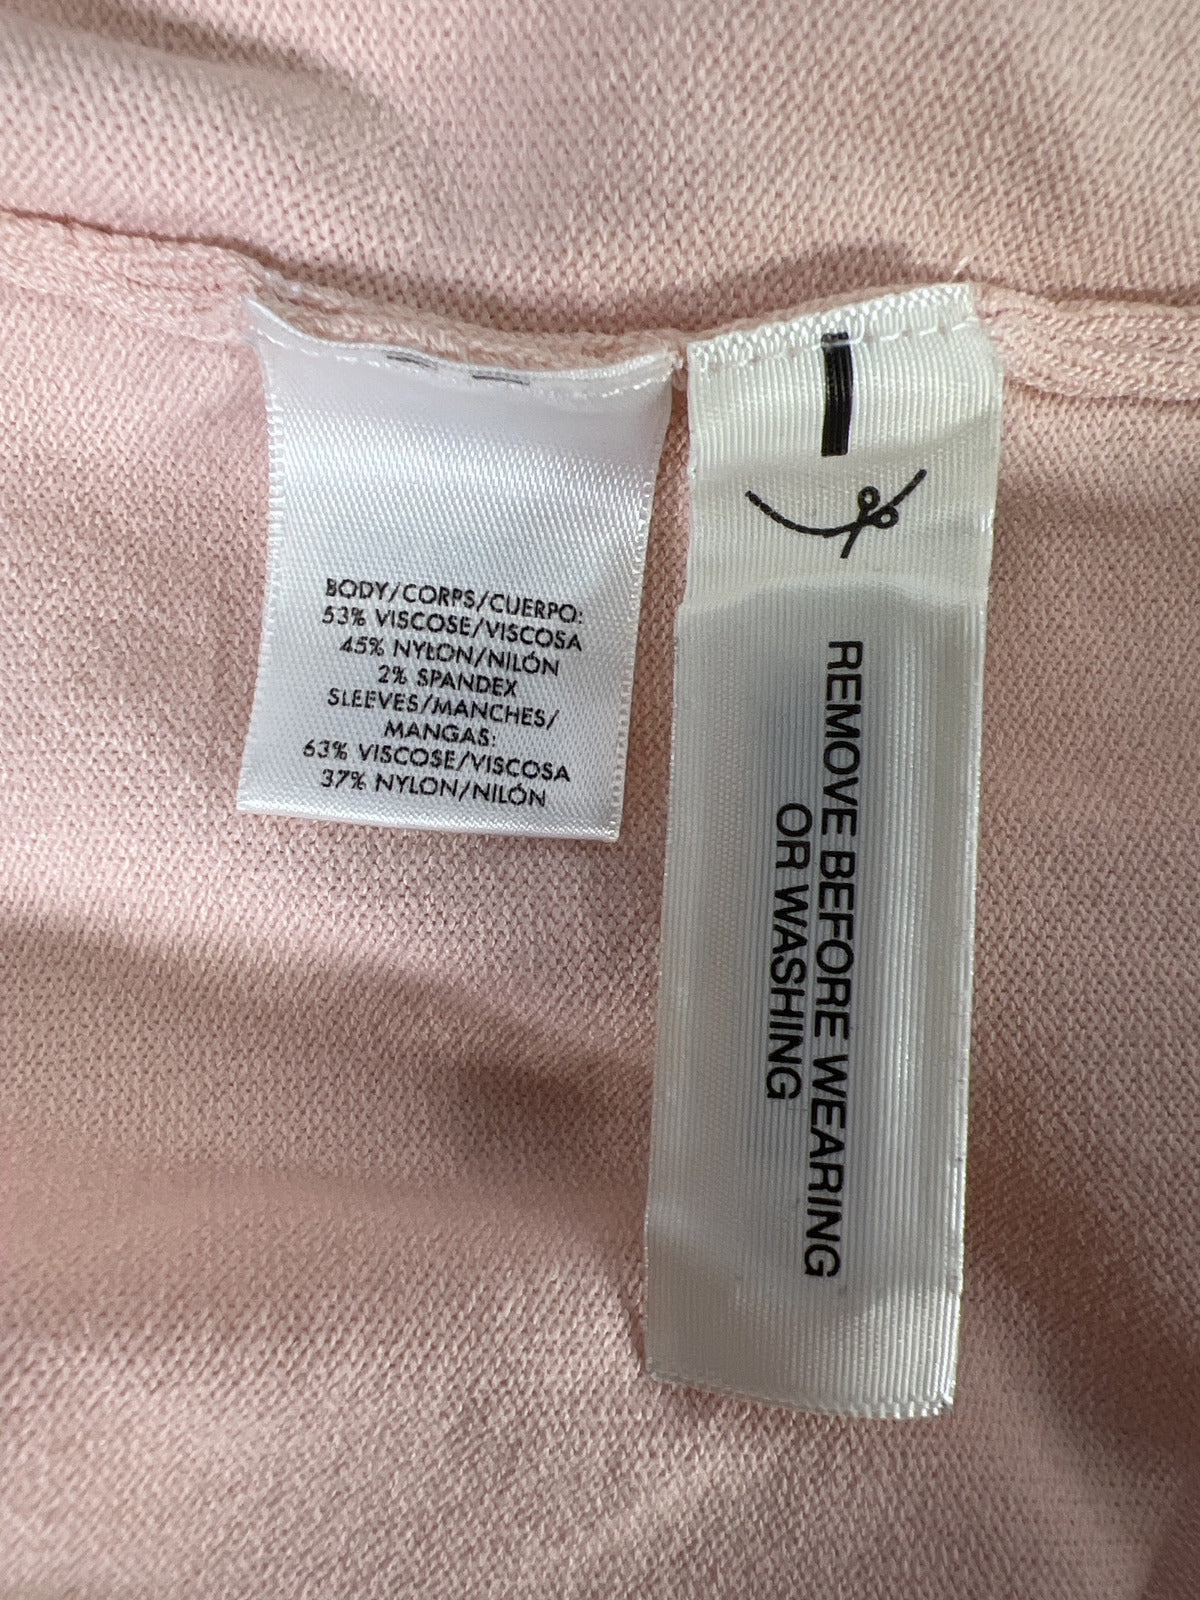 BODY/CORPS/CUERPO:
53% VISCOSE/VISCOSA
45% NYLON/NILÓN
2% SPANDEX
SLEEVES/MANCHES/
MANGAS:
63% VISCOSE/VISCOSA
37% NYLON/NILÓN
REMOVE BEFORE WEARING
OR WASHING